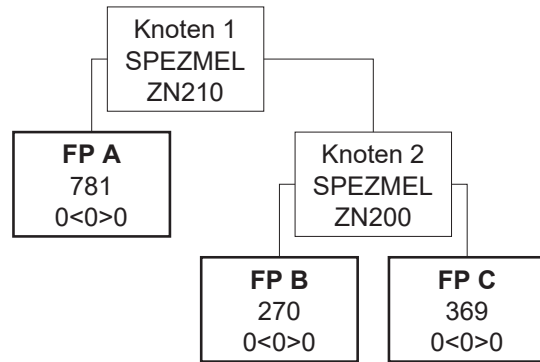 Knoten 1
SPEZMEL
ZN210
FP A
781
0<0>0
Knoten 2
SPEZMEL
ZN200
FP B
270
0<0>0
FP C
369
0<0>0